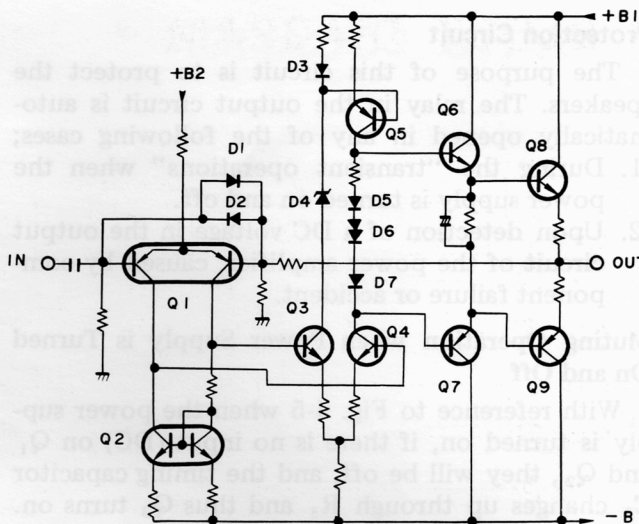 +B1
Protection Circuit
The purpose of this circuit is to protect the
speakers. The relay in the output circuit is auto-
matically opened in any of the following cases;
1. During the "transient operations" when the
power supply is turned on and off.
2. Upon detection of a DC voltage in the output
circuit of the power amplifier caused by com-
ponent failure or accident.
Muting Operation when Power Supply is Turned
On and Off
With reference to Fig. -5 when the power sup-
ply is turned on, if there is no input (DC) on Q,
and Q2, they will be off, and the timing capacitor
C changes up through R, and thus Q, turns on.
+B2
D3
Q5
Q6
Q8
D1
D2
D4
D5
D6
D7
IN
OUT
Q1
Q3
Q4
Q7
Q9
Q2
-B1